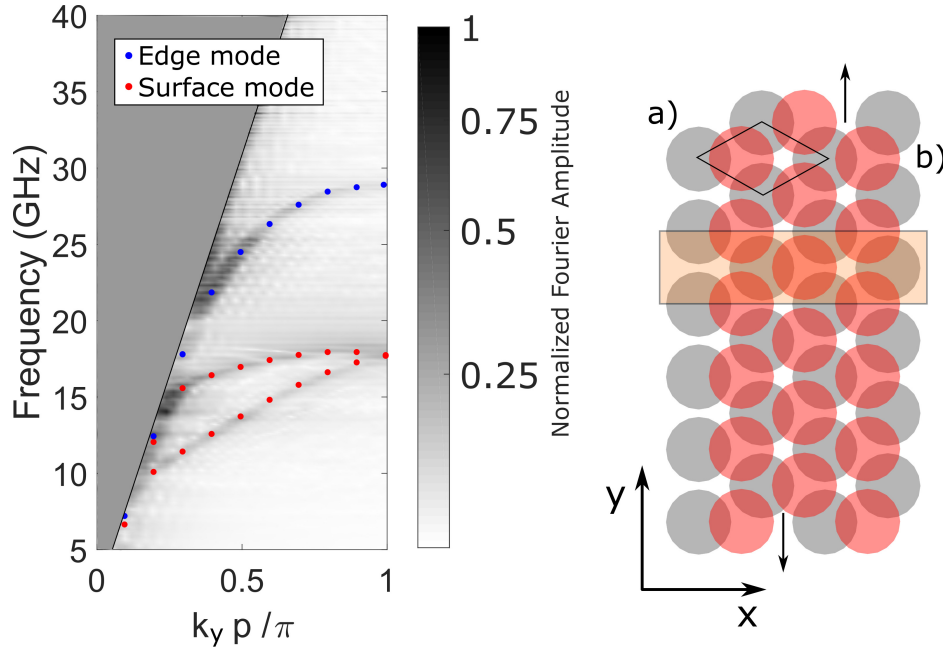 40
35
30
25
20
15
10
5
Frequency (GHz)
Edge mode
Surface mode
0
0.5
1
k_y p /π
1
0.75
0.5
0.25
Normalized Fourier Amplitude
a)
b)
y
x